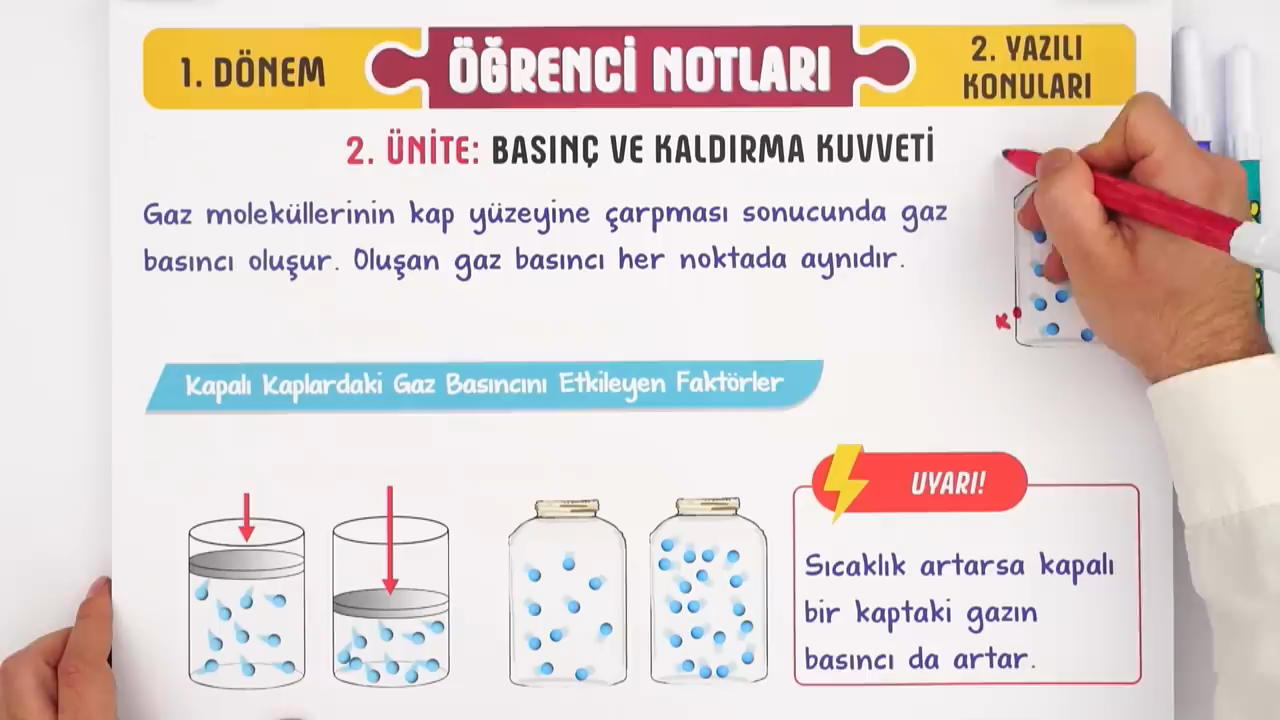 1. DÖNEM
ÖĞRENCİ NOTLARI
2. YAZILI
KONULARI
2. ÜNİTE: BASINÇ VE KALDIRMA KUVVETİ
Gaz moleküllerinin kap yüzeyine çarpması sonucunda gaz
basıncı oluşur. Oluşan gaz basıncı her noktada aynıdır.
K
Kapalı Kaplardaki Gaz Basıncını Etkileyen Faktörler
UYARI!
Sıcaklık artarsa kapalı
bir kaptaki gazın
basıncı da artar.